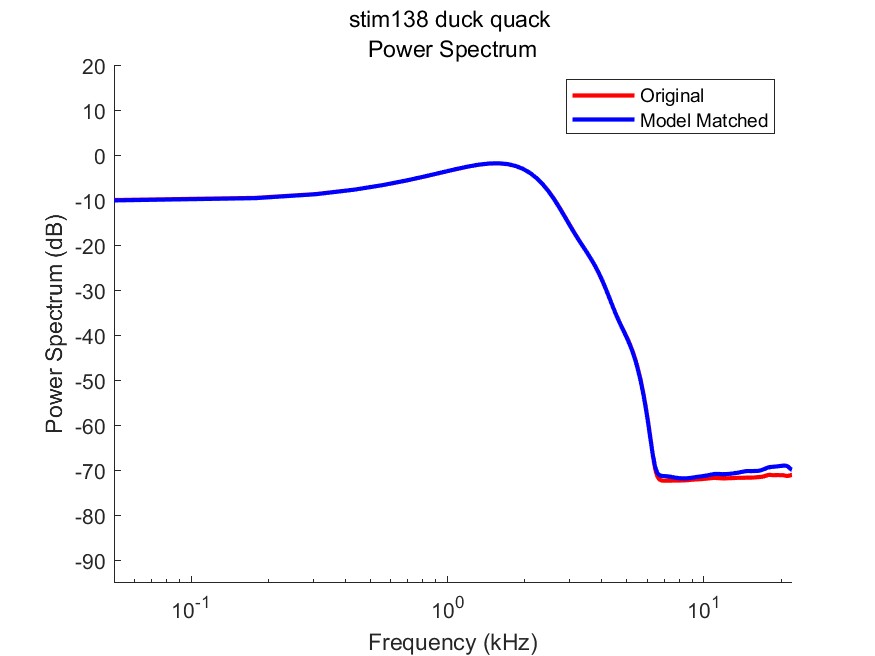 stim138 duck quack
Power Spectrum
Original
Model Matched
20
10
0
-10
-20
-30
-40
-50
-60
-70
-80
-90
Power Spectrum (dB)
10^-1
10^0
10^1
Frequency (kHz)